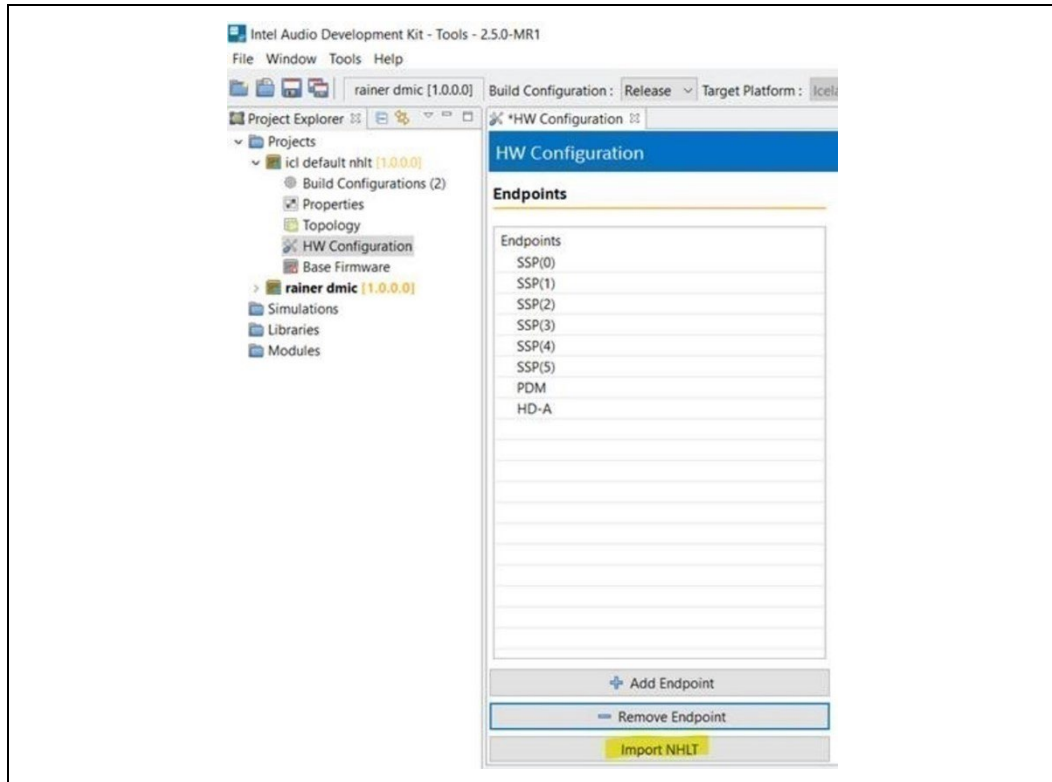 Intel Audio Development Kit - Tools - 2.5.0-MR1
File Window Tools Help
rainer dmic [1.0.0.0] Build Configuration : Release Target Platform :
Project Explorer
*HW Configuration
Projects
icl default nhlt [1.0.0.0]
Build Configurations (2)
Properties
Topology
HW Configuration
Base Firmware
rainer dmic [1.0.0.0]
Simulations
Libraries
Modules
HW Configuration
Endpoints
Endpoints
SSP(0)
SSP(1)
SSP(2)
SSP(3)
SSP(4)
SSP(5)
PDM
HD-A
Add Endpoint
Remove Endpoint
Import NHLT